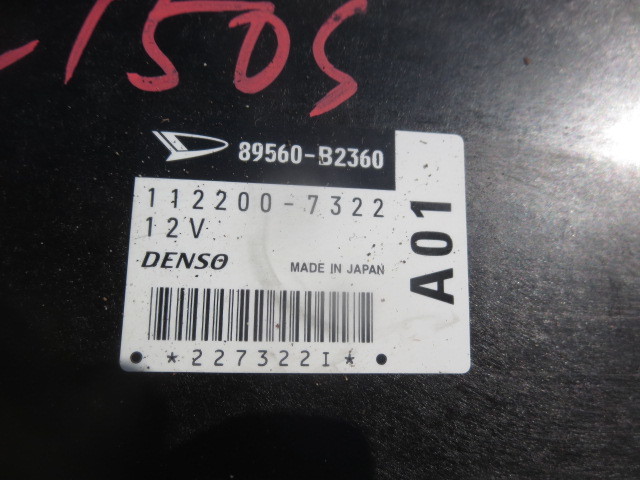 L150S
89560-B2360
112200-7322
12V
DENSO MADE IN JAPAN
A01
*227322I*